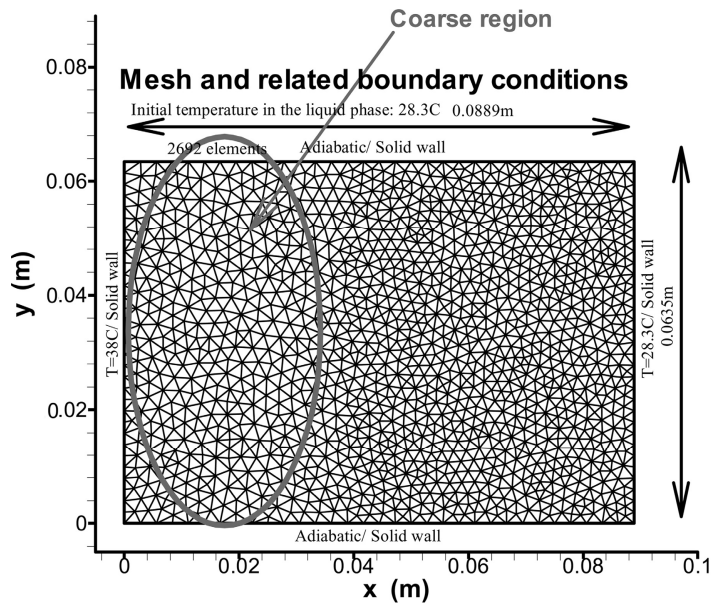 Coarse region
Mesh and related boundary conditions
Initial temperature in the liquid phase: 28.3C 0.0889m
2692 elements Adiabatic/ Solid wall
0.08
0.06
0.04
0.02
0
y (m)
T=38C/ Solid wall
T=28.3C/ Solid wall
0.0635m
Adiabatic/ Solid wall
0 0.02 0.04 0.06 0.08 0.1
x (m)